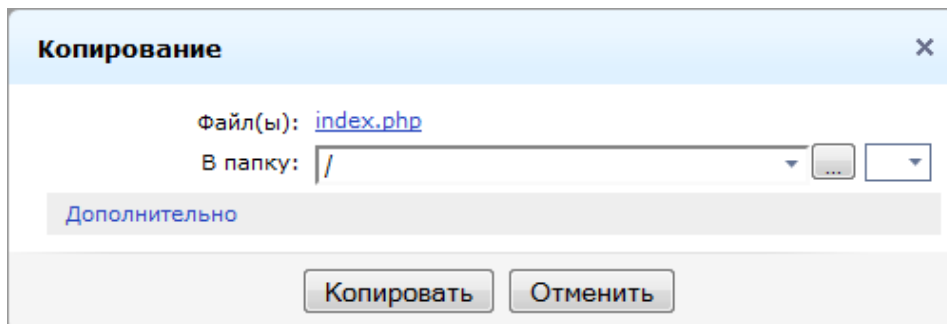 Копирование
Файл(ы): index.php
В папку: /
...
Дополнительно
Копировать Отменить